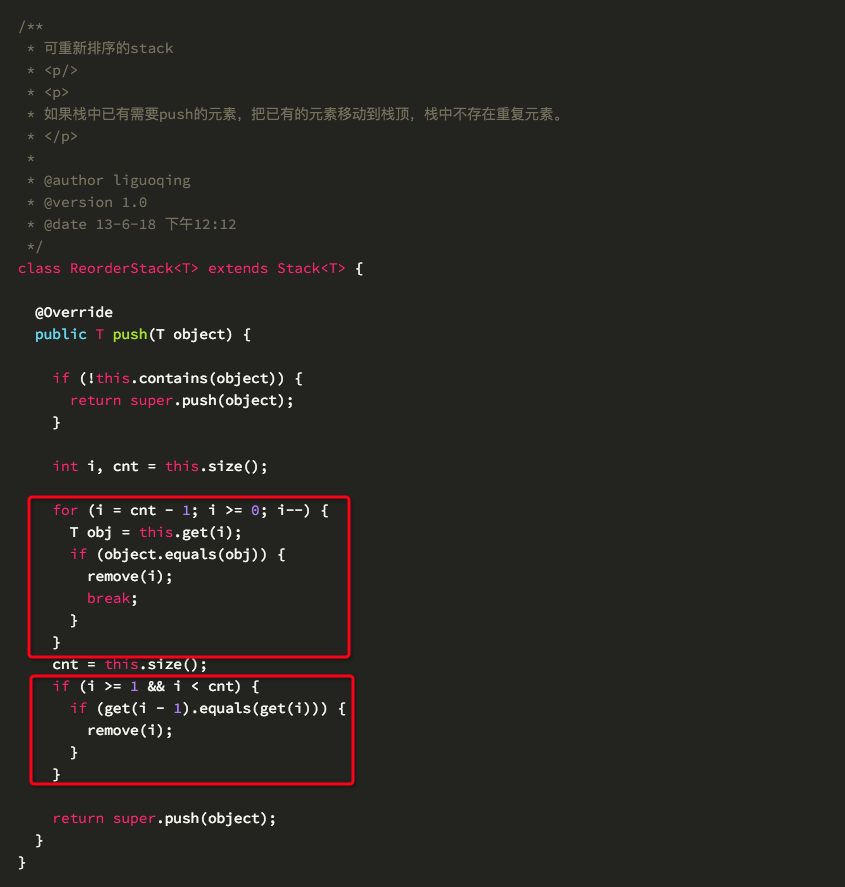 /**
 * 可重新排序的stack
 * <p/>
 * <p>
 * 如果栈中已有需要push的元素，把已有的元素移动到栈顶，栈中不存在重复元素。
 * </p>
 *
 * @author liguoqing
 * @version 1.0
 * @date 13-6-18 下午12:12
 */
class ReorderStack<T> extends Stack<T> {
  @Override
  public T push(T object) {
    if (!this.contains(object)) {
      return super.push(object);
    }
    int i, cnt = this.size();
    for (i = cnt - 1; i >= 0; i--) {
      T obj = this.get(i);
      if (object.equals(obj)) {
        remove(i);
        break;
      }
    }
    cnt = this.size();
    if (i >= 1 && i < cnt) {
      if (get(i - 1).equals(get(i))) {
        remove(i);
      }
    }
    return super.push(object);
  }
}